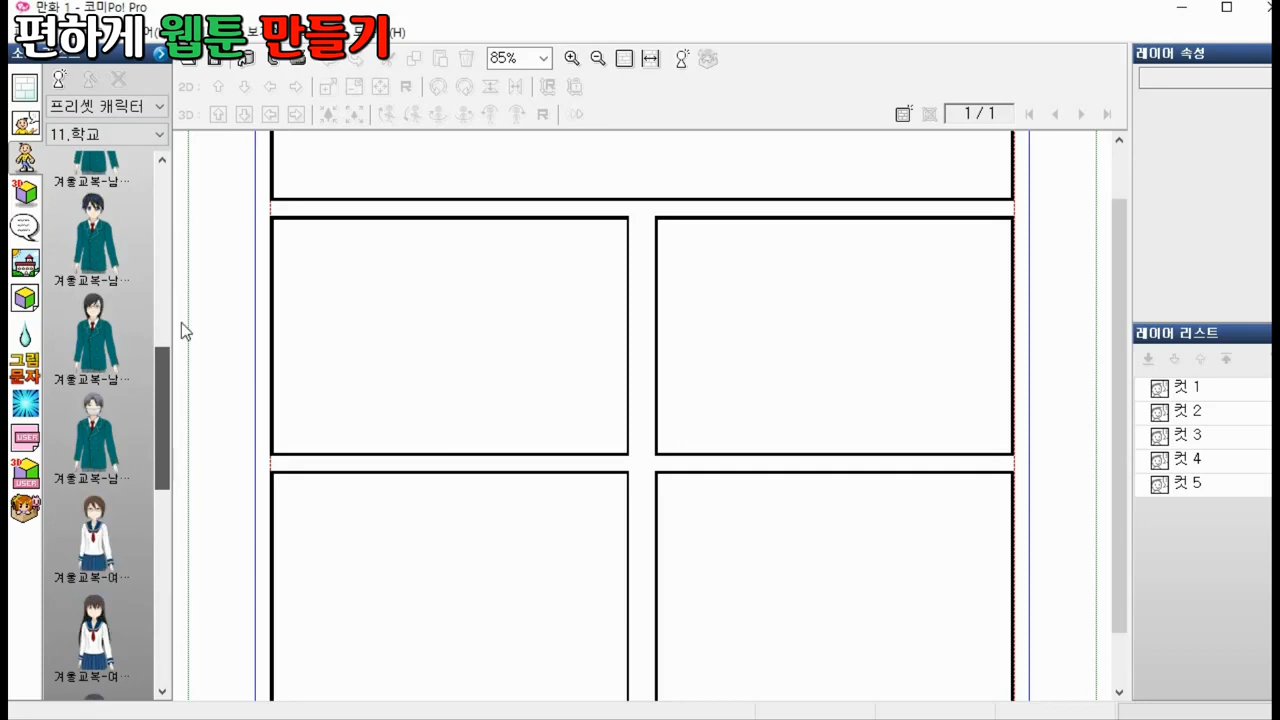 만화 1 - 코미Po! Pro
편하게 웹툰 만들기
(H)
85%
레이어 속성
프리셋 캐릭터
2D :
11.학교
3D :
1 / 1
겨울교복-남…
겨울교복-남…
겨울교복-남…
겨울교복-남…
겨울교복-여…
겨울교복-여…
3D
그림
문자
USER
3D
USER
레이어 리스트
컷 1
컷 2
컷 3
컷 4
컷 5